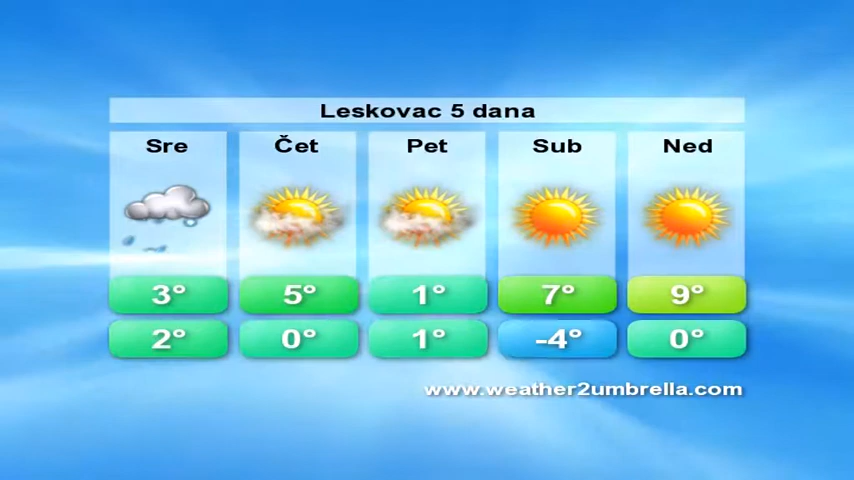 Leskovac 5 dana
Sre Čet Pet Sub Ned
3° 5° 1° 7° 9°
2° 0° 1° -4° 0°
www.weather2umbrella.com